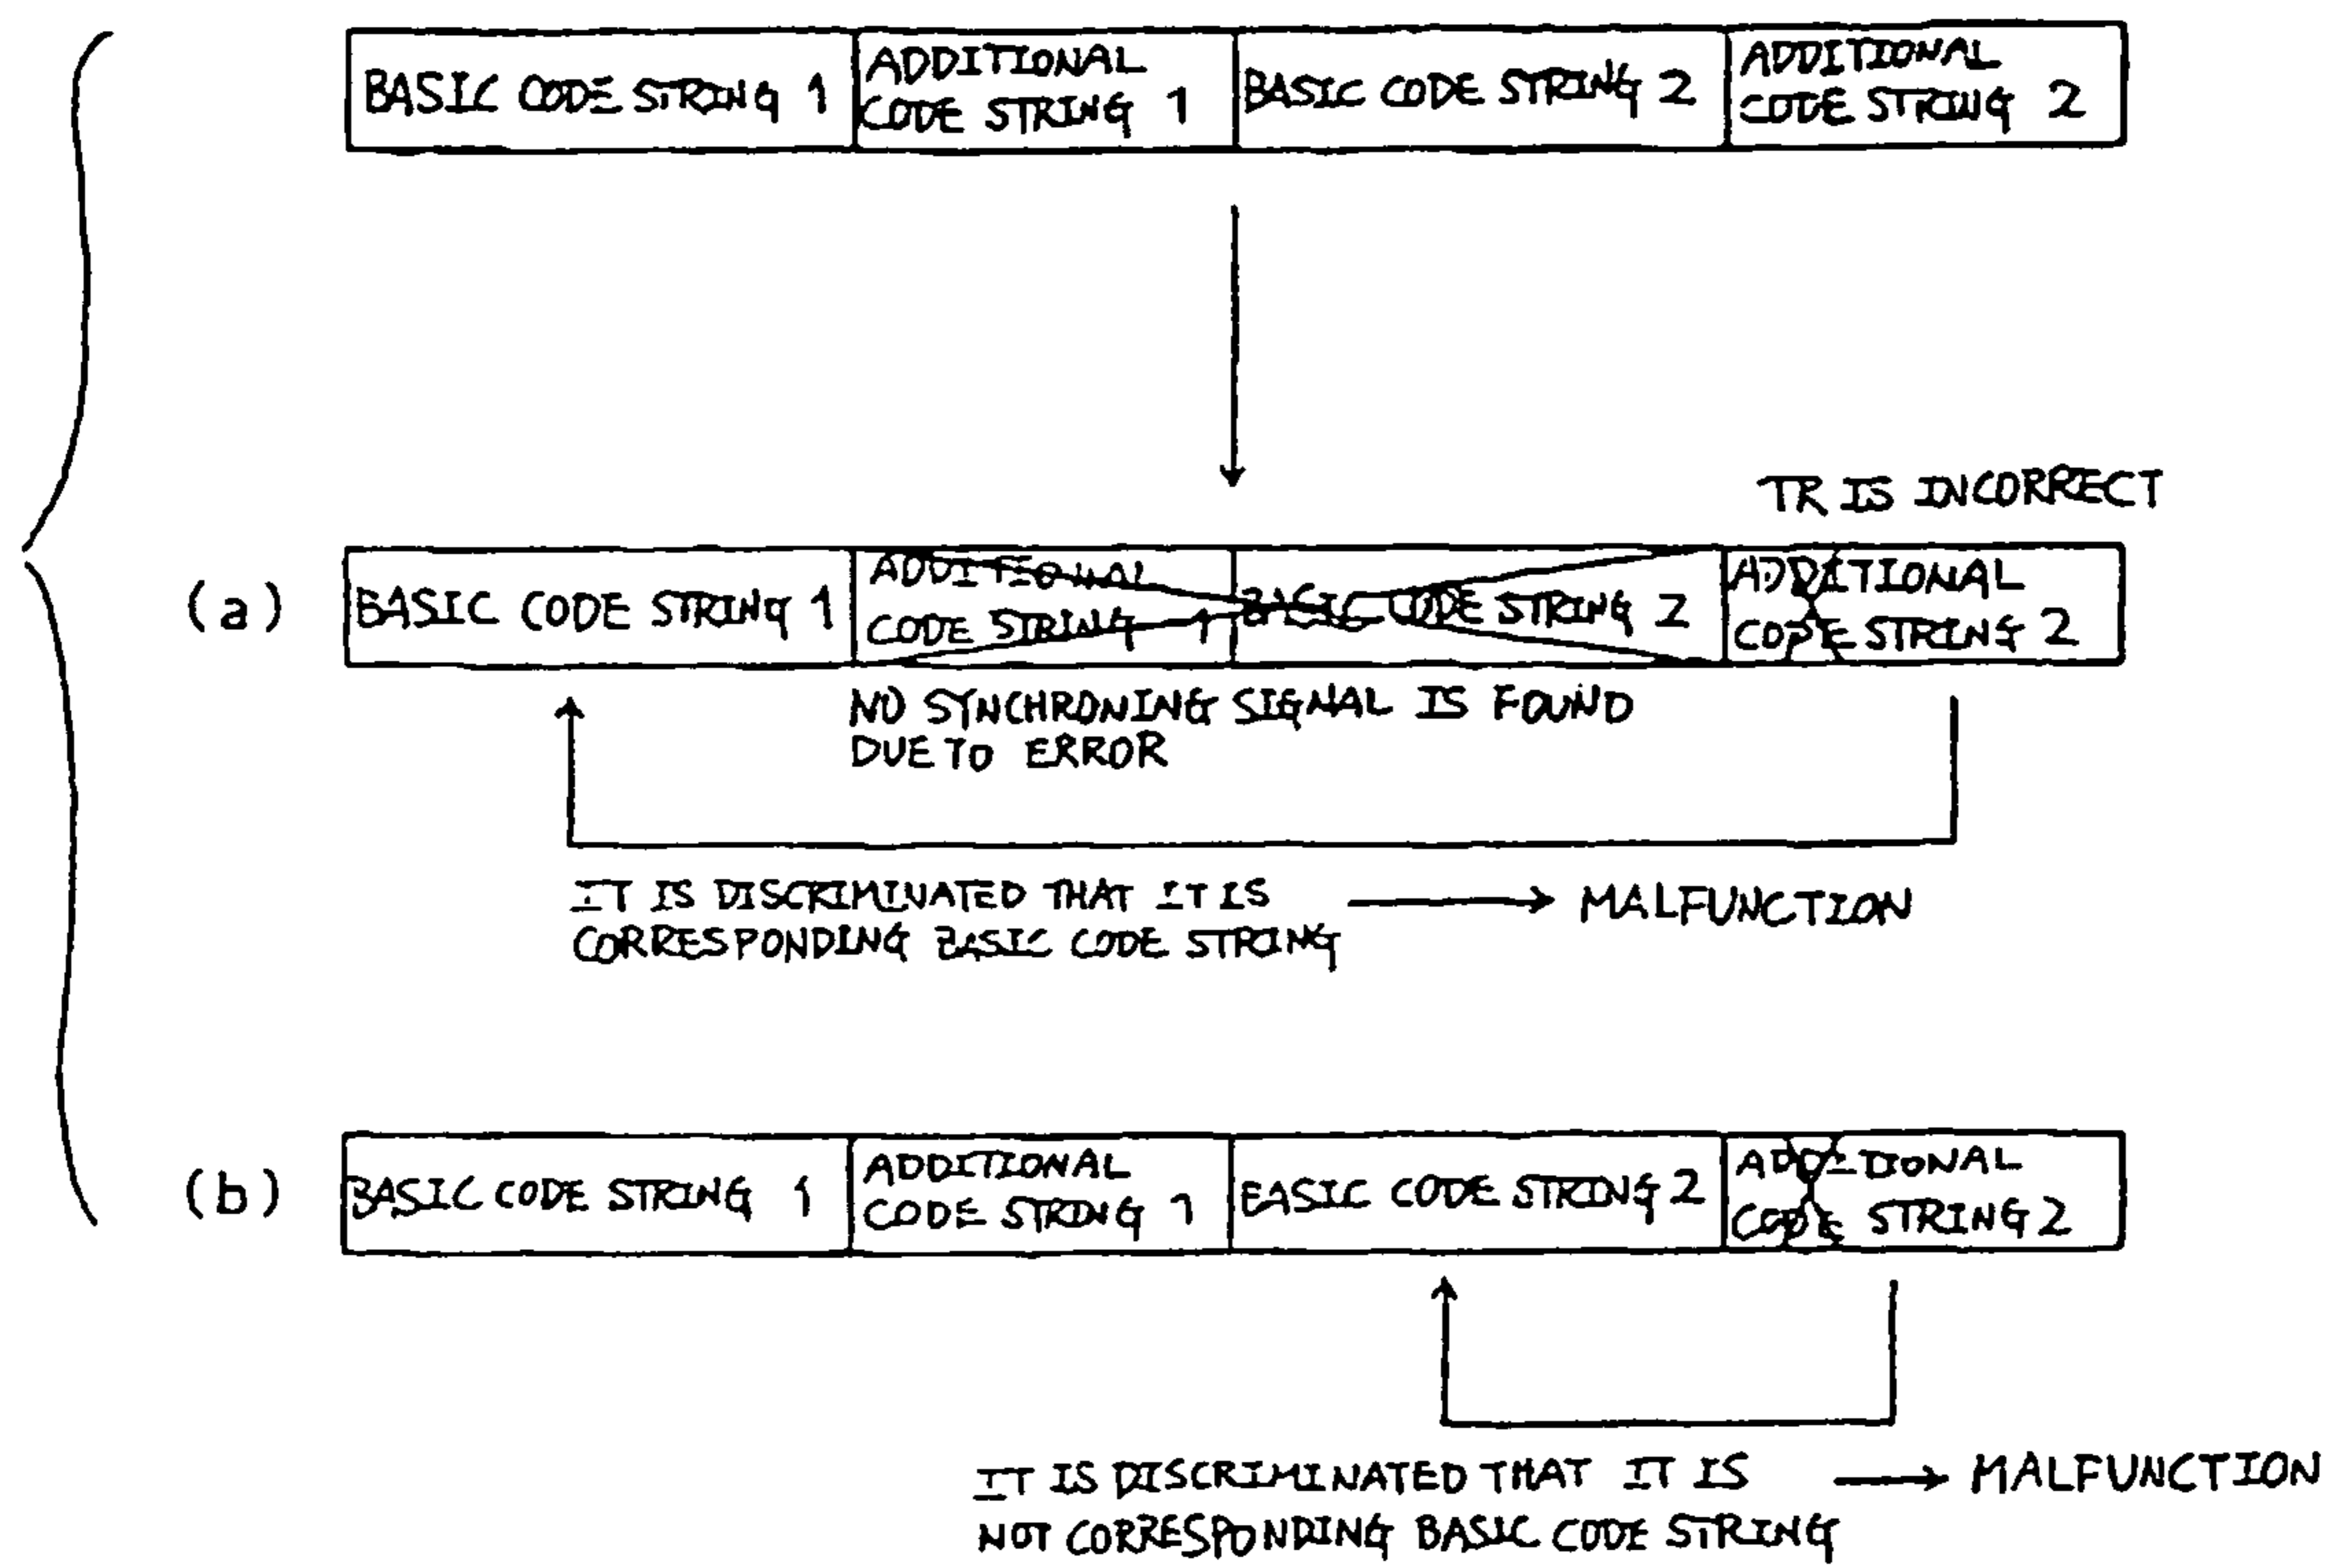 BASIC CODE STRING 1
ADDITIONAL
CODE STRING 1
BASIC CODE STRING 2
ADDITIONAL
CODE STRING 2
TR IS INCORRECT
(a)
BASIC CODE STRING 1
ADDITIONAL
CODE STRING 1
BASIC CODE STRING 2
ADDITIONAL
CODE STRING 2
NO SYNCHRONING SIGNAL IS FOUND
DUE TO ERROR
IT IS DISCRIMINATED THAT IT IS
CORRESPONDING BASIC CODE STRING
MALFUNCTION
(b)
BASIC CODE STRING 1
ADDITIONAL
CODE STRING 1
BASIC CODE STRING 2
ADDITIONAL
CODE STRING 2
IT IS DISCRIMINATED THAT IT IS
NOT CORRESPONDING BASIC CODE STRING
MALFUNCTION